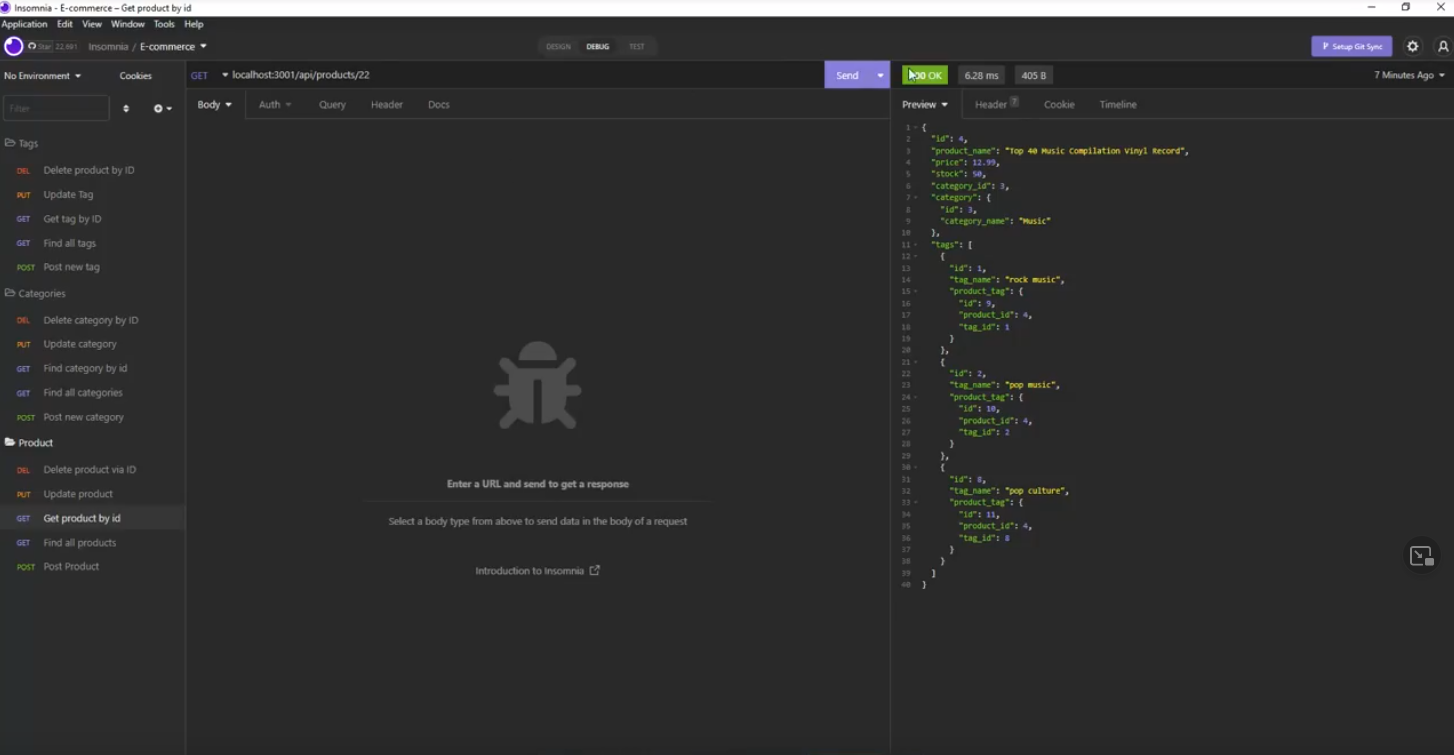 Insomnia - E-commerce – Get product by id
Application Edit View Window Tools Help
Star 22,691 Insomnia / E-commerce DESIGN DEBUG TEST Setup Git Sync
No Environment Cookies GET localhost:3001/api/products/22 Send OK 6.28 ms 405 B 7 Minutes Ago
Filter Body Auth Query Header Docs Preview Header 7 Cookie Timeline
Tags
DEL Delete product by ID
PUT Update Tag
GET Get tag by ID
GET Find all tags
POST Post new tag
Categories
DEL Delete category by ID
PUT Update category
GET Find category by id
GET Find all categories
POST Post new category
Product
DEL Delete product via ID
PUT Update product
GET Get product by id
GET Find all products
POST Post Product
Enter a URL and send to get a response
Select a body type from above to send data in the body of a request
Introduction to Insomnia
1 {
2 "id": 4,
3 "product_name": "Top 40 Music Compilation Vinyl Record",
4 "price": 12.99,
5 "stock": 50,
6 "category_id": 3,
7 "category": {
8 "id": 3,
9 "category_name": "Music"
10 },
11 "tags": [
12 {
13 "id": 1,
14 "tag_name": "rock music",
15 "product_tag": {
16 "id": 9,
17 "product_id": 4,
18 "tag_id": 1
19 }
20 },
21 {
22 "id": 2,
23 "tag_name": "pop music",
24 "product_tag": {
25 "id": 10,
26 "product_id": 4,
27 "tag_id": 2
28 }
29 },
30 {
31 "id": 8,
32 "tag_name": "pop culture",
33 "product_tag": {
34 "id": 11,
35 "product_id": 4,
36 "tag_id": 8
37 }
38 }
39 ]
40 }